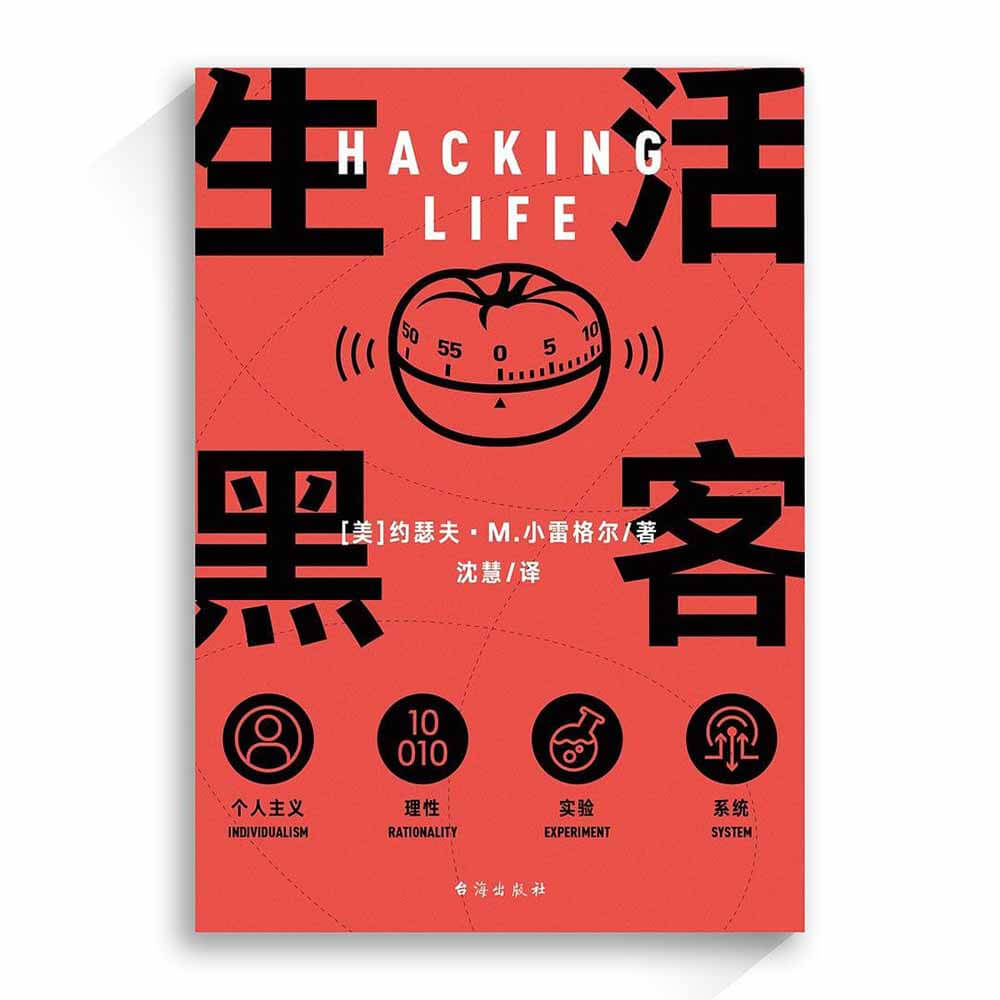 生活
HACKING
LIFE
50 55 0 5 10
黑客
[美]约瑟夫·M.小雷格尔/著
沈慧/译
10
010
个人主义 理性 实验 系统
INDIVIDUALISM RATIONALITY EXPERIMENT SYSTEM
台海出版社